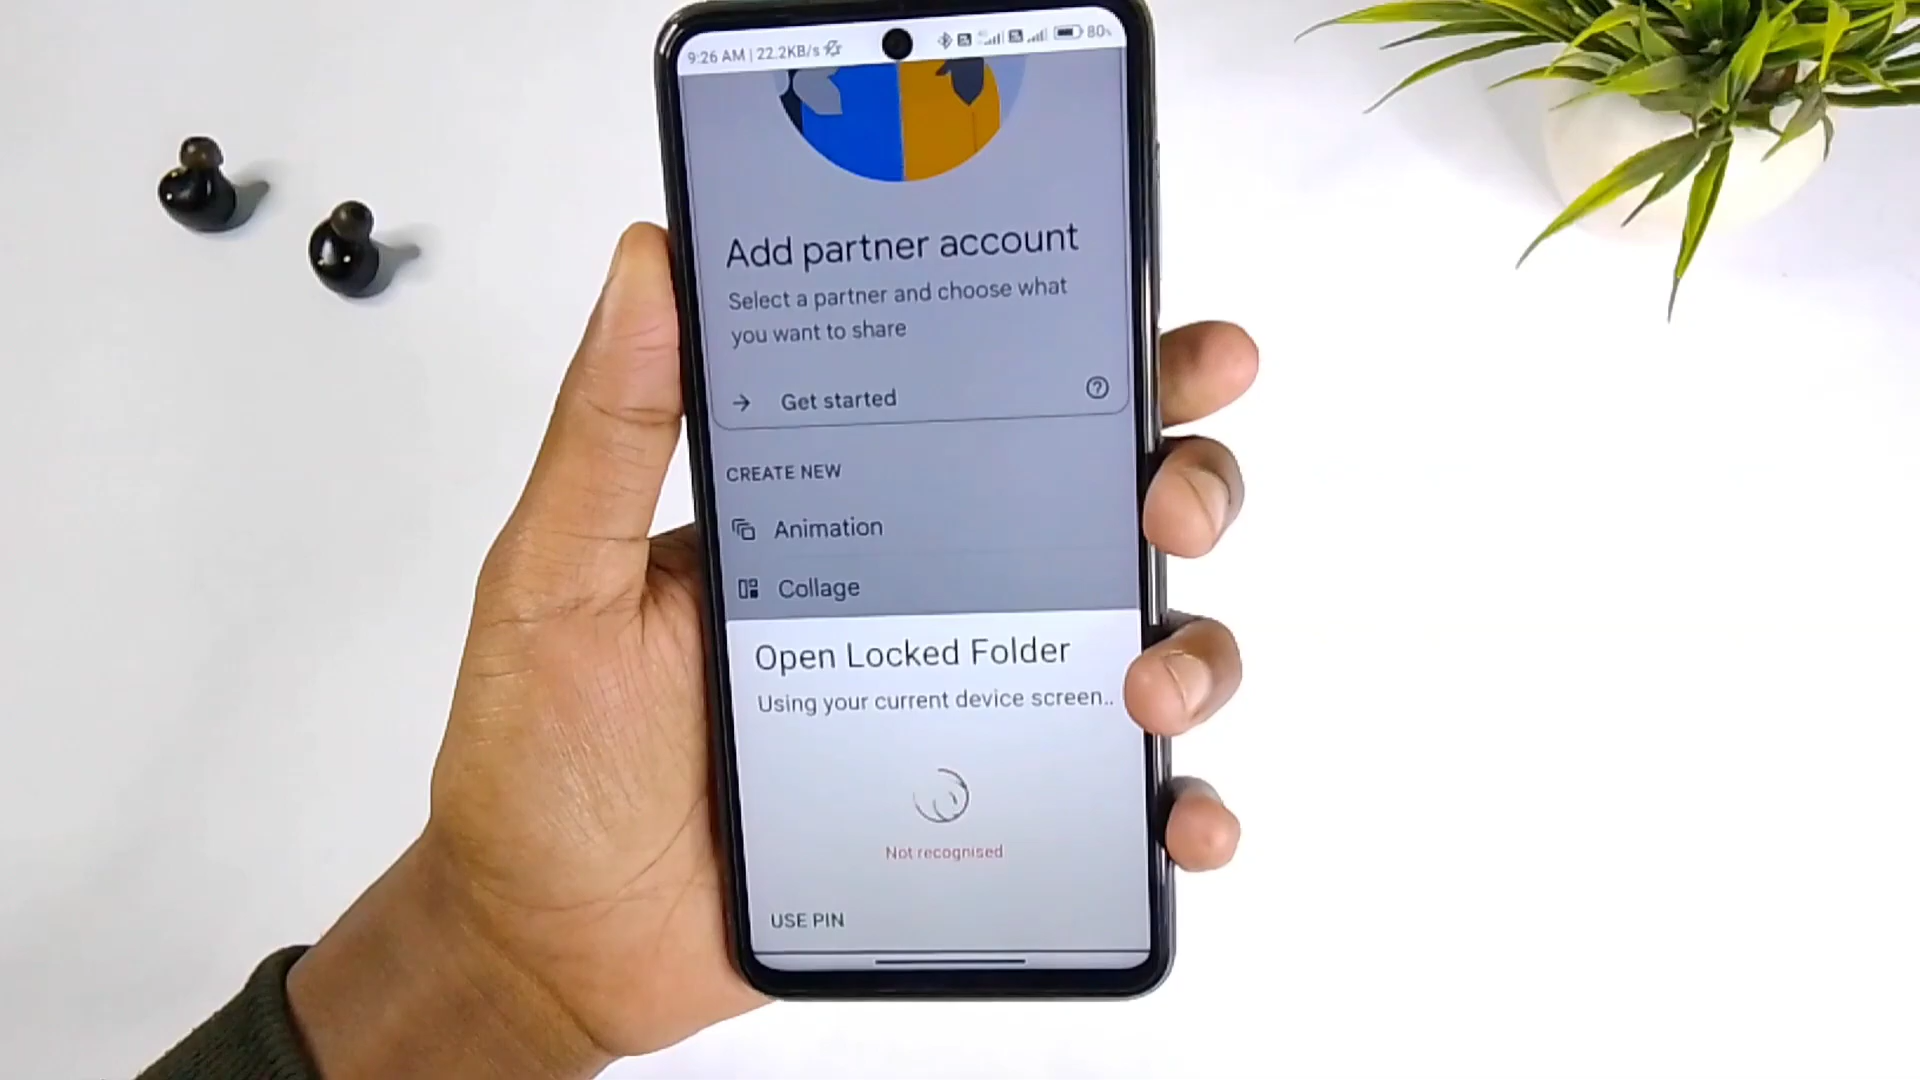 9:26 AM | 22.2KB/s
80%
Add partner account
Select a partner and choose what
you want to share
Get started
CREATE NEW
Animation
Collage
Open Locked Folder
Using your current device screen..
Not recognised
USE PIN